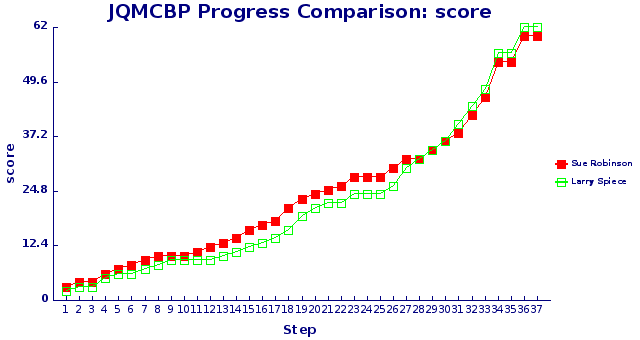 JQMCBP Progress Comparison: score
62
49.6
37.2
24.8
12.4
0
score
1 2 3 4 5 6 7 8 9 10 11 12 13 14 15 16 17 18 19 20 21 22 23 24 25 26 27 28 29 30 31 32 33 34 35 36 37
Step
Sue Robinson
Larry Spiece